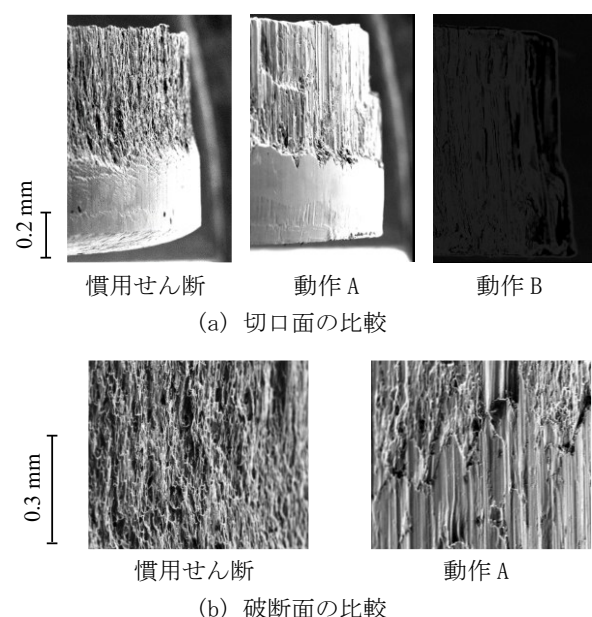 0.2 mm
慣用せん断
動作 A
動作 B
(a) 切口面の比較
0.3 mm
慣用せん断
動作 A
(b) 破断面の比較